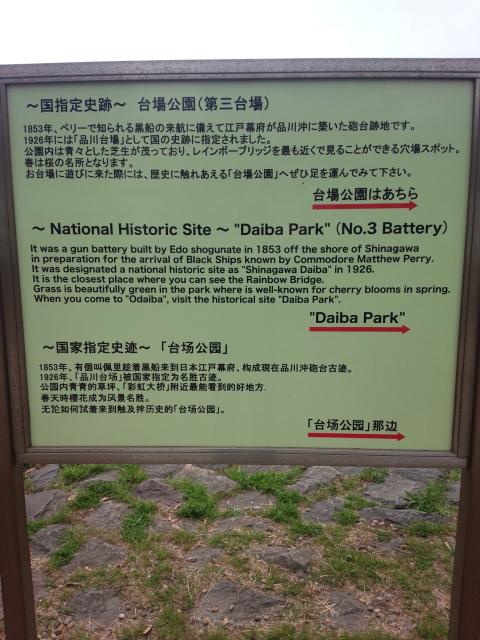 ～国指定史跡～ 台場公園（第三台場）
1853年、ペリーで知られる黒船の来航に備えて江戸幕府が品川沖に築いた砲台跡地です。
1926年には「品川台場」として国の史跡に指定されました。
公園内は青々とした芝生が茂っており、レインボーブリッジを最も近くで見ることができる穴場スポット。
春は桜の名所となります。
お台場に遊びに来た際には、歴史に触れあえる「台場公園」へぜひ足を運んでみて下さい。
台場公園はあちら
～ National Historic Site ～ "Daiba Park" (No.3 Battery)
It was a gun battery built by Edo shogunate in 1853 off the shore of Shinagawa
in preparation for the arrival of Black Ships known by Commodore Matthew Perry.
It was designated a national historic site as "Shinagawa Daiba" in 1926.
It is the closest place where you can see the Rainbow Bridge.
Grass is beautifully green in the park where is well-known for cherry blooms in spring.
When you come to "Odaiba", visit the historical site "Daiba Park".
"Daiba Park"
～国家指定史迹～ 「台场公园」
1853年、有個叫佩里趁着黒船来到日本江戸幕府、构成現在品川沖砲台古迹。
1926年、「品川台场」被国家指定为名胜古迹。
公园内青青的草坪、「彩虹大桥」附近最能看到的好地方.
春天時櫻花成为风景名胜。
无论如何試着来到触及拌历史的「台场公园」。
「台场公园」那边